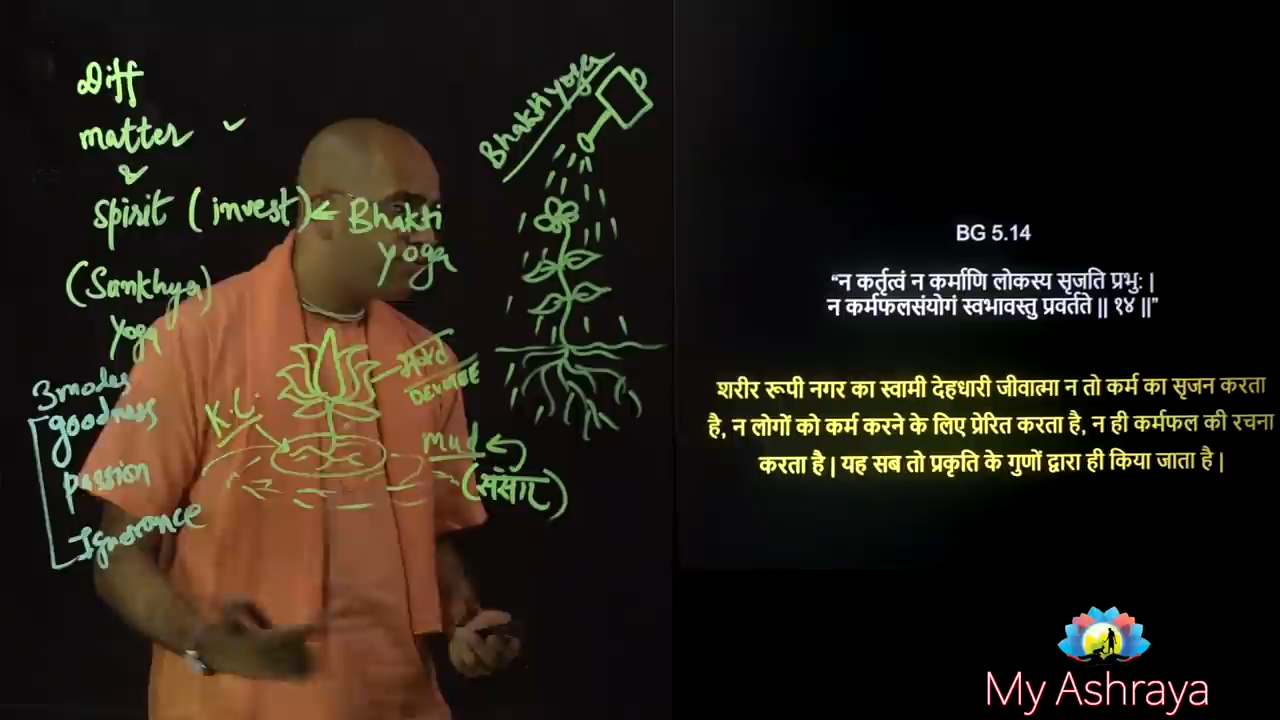 Diff
matter ✓
&
spirit (invest) ← Bhakti
yoga
(Sankhya)
yoga
3 modes
goodness
passion
Ignorance
K.C.
भक्त
DEVOTEE
mud
(संसार)
Bhakti yoga
BG 5.14
“न कर्तृत्वं न कर्माणि लोकस्य सृजति प्रभु: |
न कर्मफलसंयोगं स्वभावस्तु प्रवर्तते || १४ ||”
शरीर रूपी नगर का स्वामी देहधारी जीवात्मा न तो कर्म का सृजन करता
है, न लोगों को कर्म करने के लिए प्रेरित करता है, न ही कर्मफल की रचना
करता है | यह सब तो प्रकृति के गुणों द्वारा ही किया जाता है |
My Ashraya